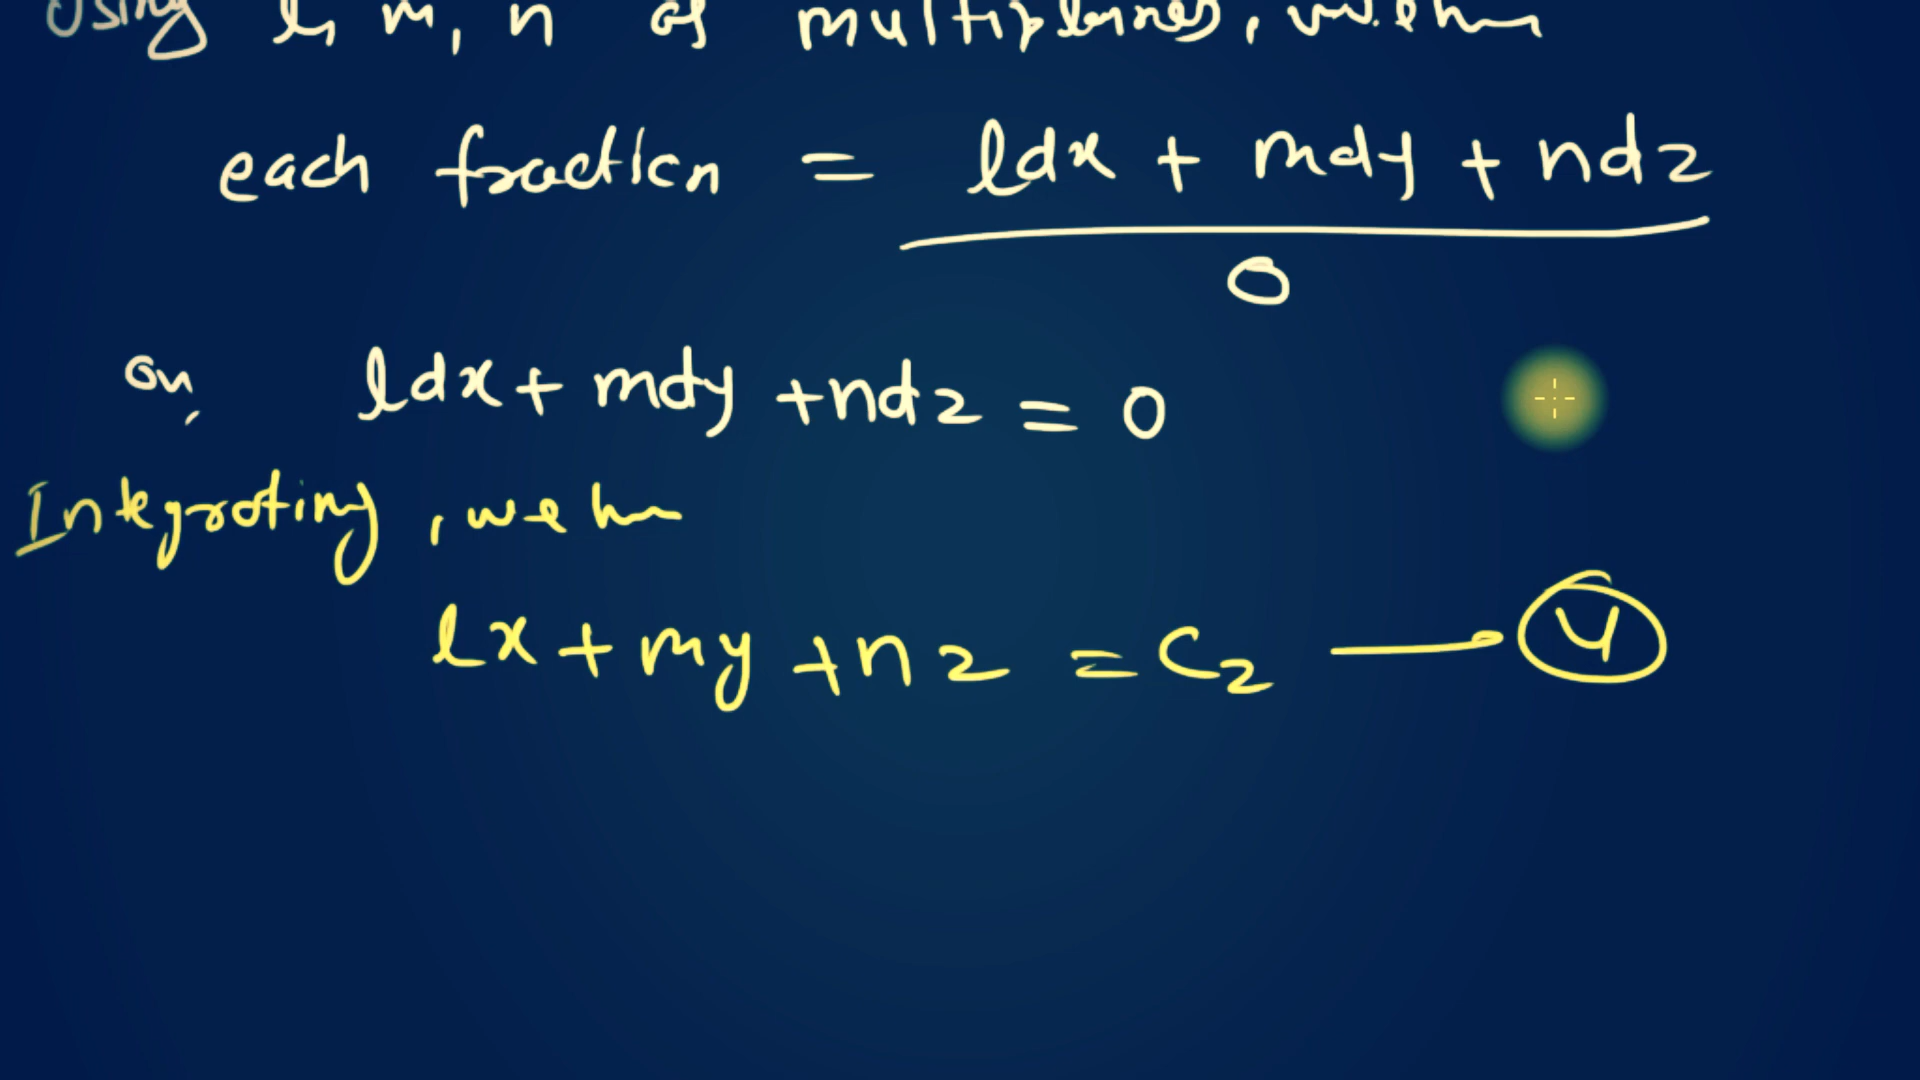 Using l, m, n as multipliers, we have
each fraction = ldx + mdy + ndz
0
or, ldx + mdy + ndz = 0
Integrating, we have
lx + my + nz = C2 — 4